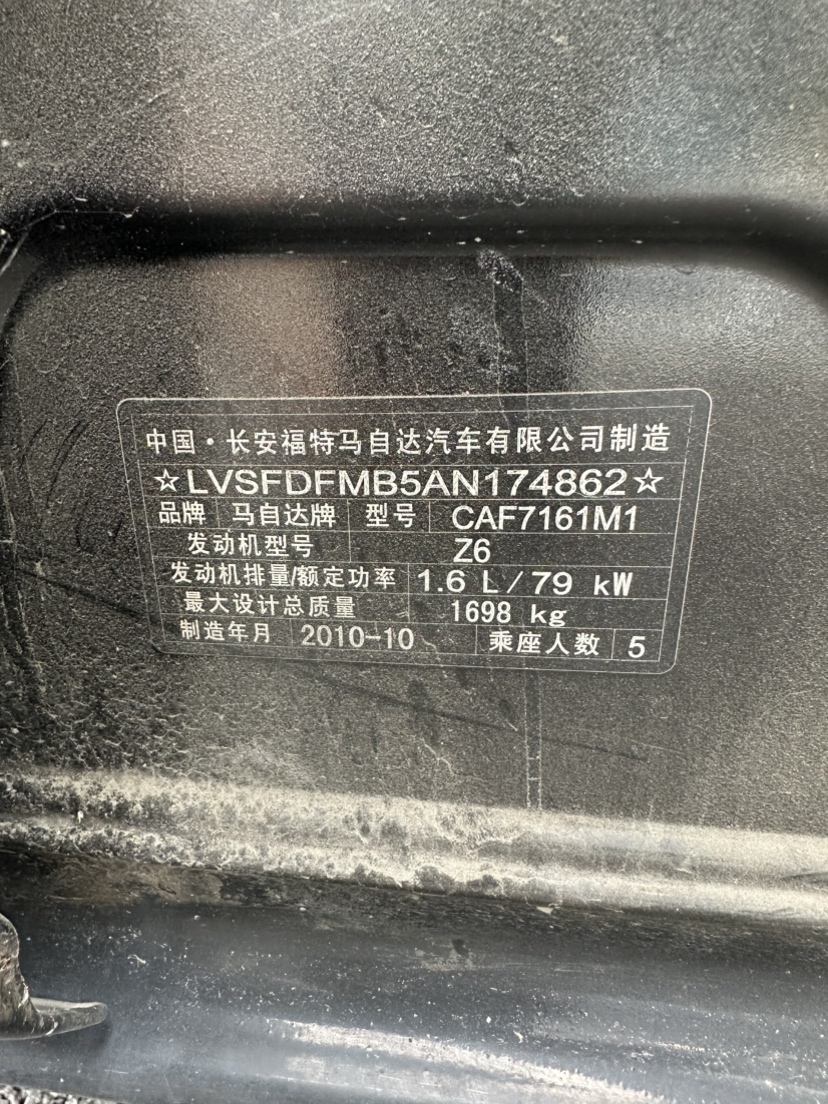 中国·长安福特马自达汽车有限公司制造
☆LVSFDFMB5AN174862☆
品牌 马自达牌 型号 CAF7161M1
发动机型号 Z6
发动机排量/额定功率 1.6 L/79 kW
最大设计总质量 1698 kg
制造年月 2010-10 乘座人数 5